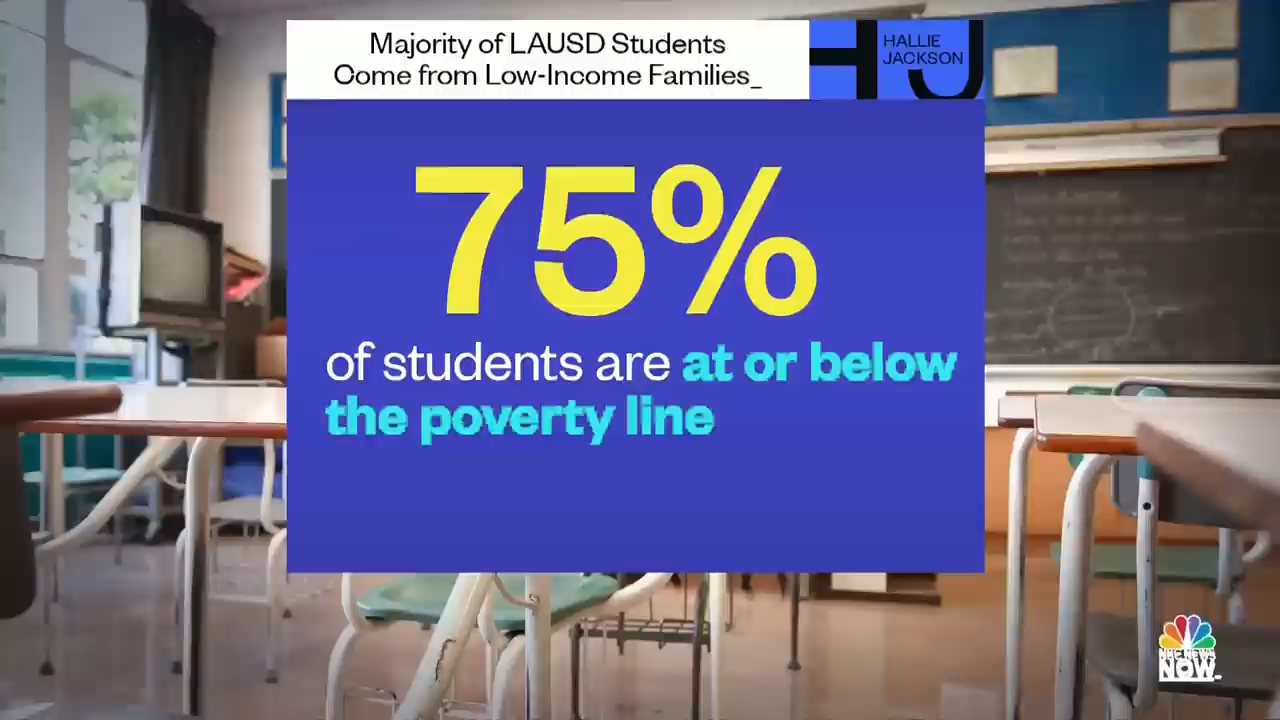 Majority of LAUSD Students
Come from Low-Income Families_
HALLIE
JACKSON
75%
of students are at or below
the poverty line
NBC NEWS
NOW_